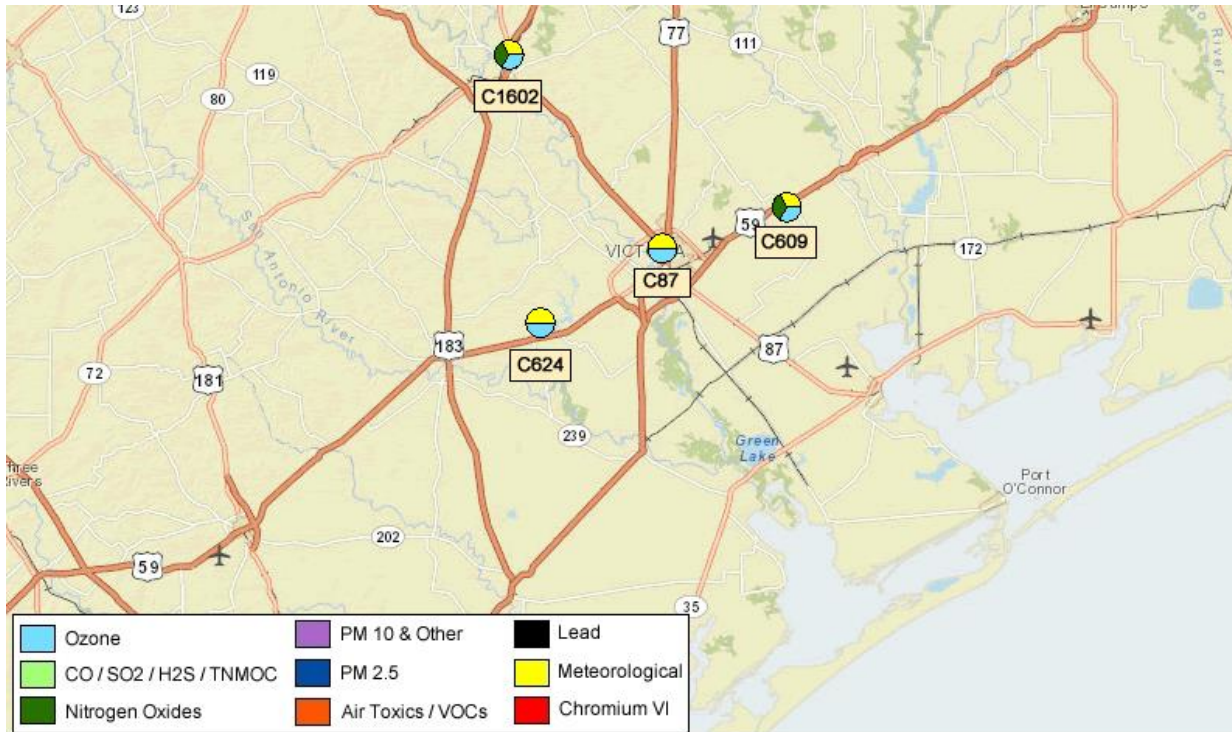 123
77
111
119
80
C1602
San Antonio River
59
C609
VICTORIA
172
C87
183
C624
87
72
181
239
Green
Lake
Port
O'Connor
202
59
35
Ozone
PM 10 & Other
Lead
CO / SO2 / H2S / TNMOC
PM 2.5
Meteorological
Nitrogen Oxides
Air Toxics / VOCs
Chromium VI